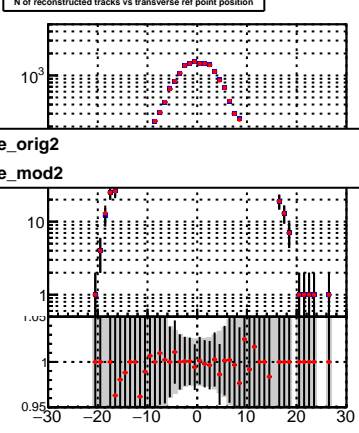 N of reconstructed tracks vs transverse ref point position
10³
e_orig2
e_mod2
10
1
1.05
1
0.95
−30 −20 −10 0 10 20 30